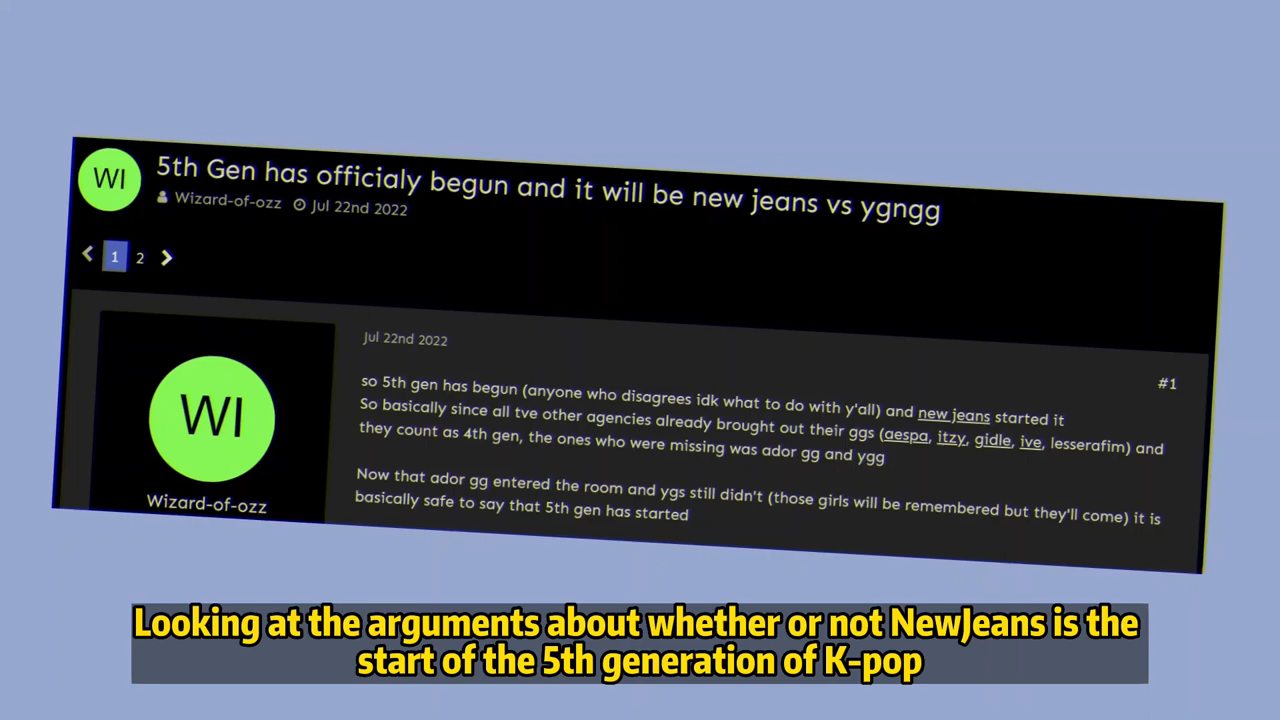 WI
5th Gen has officialy begun and it will be new jeans vs ygngg
Wizard-of-ozz Jul 22nd 2022
1 2
Jul 22nd 2022
#1
WI
Wizard-of-ozz
so 5th gen has begun (anyone who disagrees idk what to do with y'all) and new jeans started it
So basically since all tve other agencies already brought out their ggs (aespa, itzy, gidle, ive, lesserafim) and
they count as 4th gen, the ones who were missing was ador gg and ygg
Now that ador gg entered the room and ygs still didn't (those girls will be remembered but they'll come) it is
basically safe to say that 5th gen has started
Looking at the arguments about whether or not NewJeans is the
start of the 5th generation of K-pop